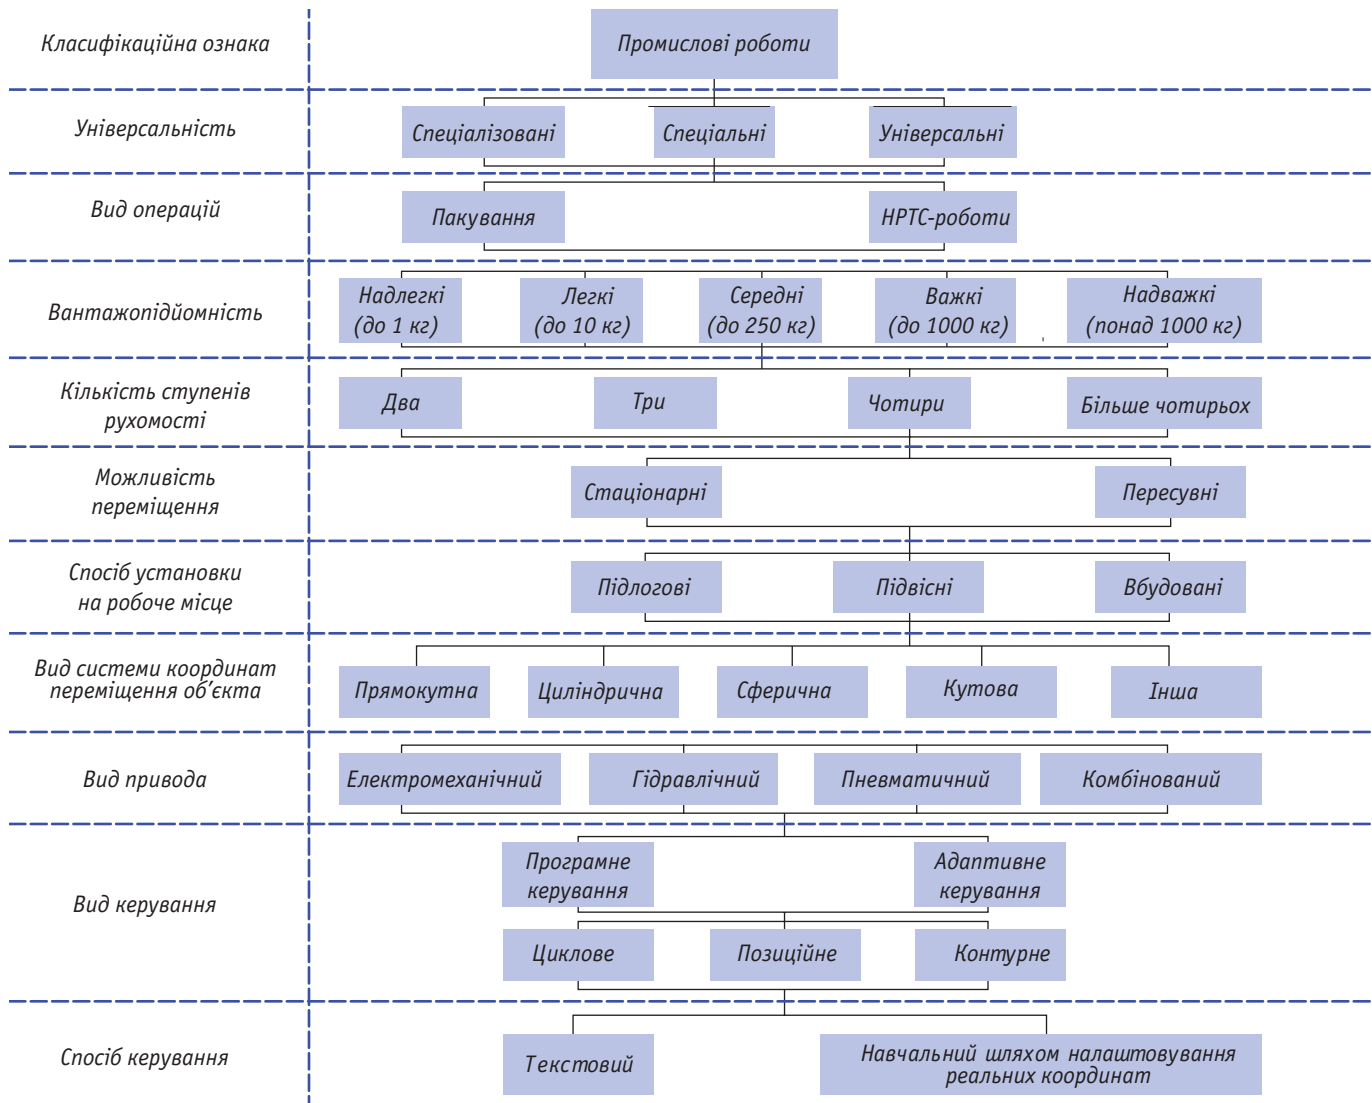 Класифікаційна ознака
Промислові роботи
Універсальність
Спеціалізовані
Спеціальні
Універсальні
Вид операцій
Пакування
НРТС-роботи
Вантажопідйомність
Надлегкі
(до 1 кг)
Легкі
(до 10 кг)
Середні
(до 250 кг)
Важкі
(до 1000 кг)
Надважкі
(понад 1000 кг)
Кількість ступенів
рухомості
Два
Три
Чотири
Більше чотирьох
Можливість
переміщення
Стаціонарні
Пересувні
Спосіб установки
на робоче місце
Підлогові
Підвісні
Вбудовані
Вид системи координат
переміщення об’єкта
Прямокутна
Циліндрична
Сферична
Кутова
Інша
Вид привода
Електромеханічний
Гідравлічний
Пневматичний
Комбінований
Вид керування
Програмне
керування
Адаптивне
керування
Циклове
Позиційне
Контурне
Спосіб керування
Текстовий
Навчальний шляхом налаштовування
реальних координат